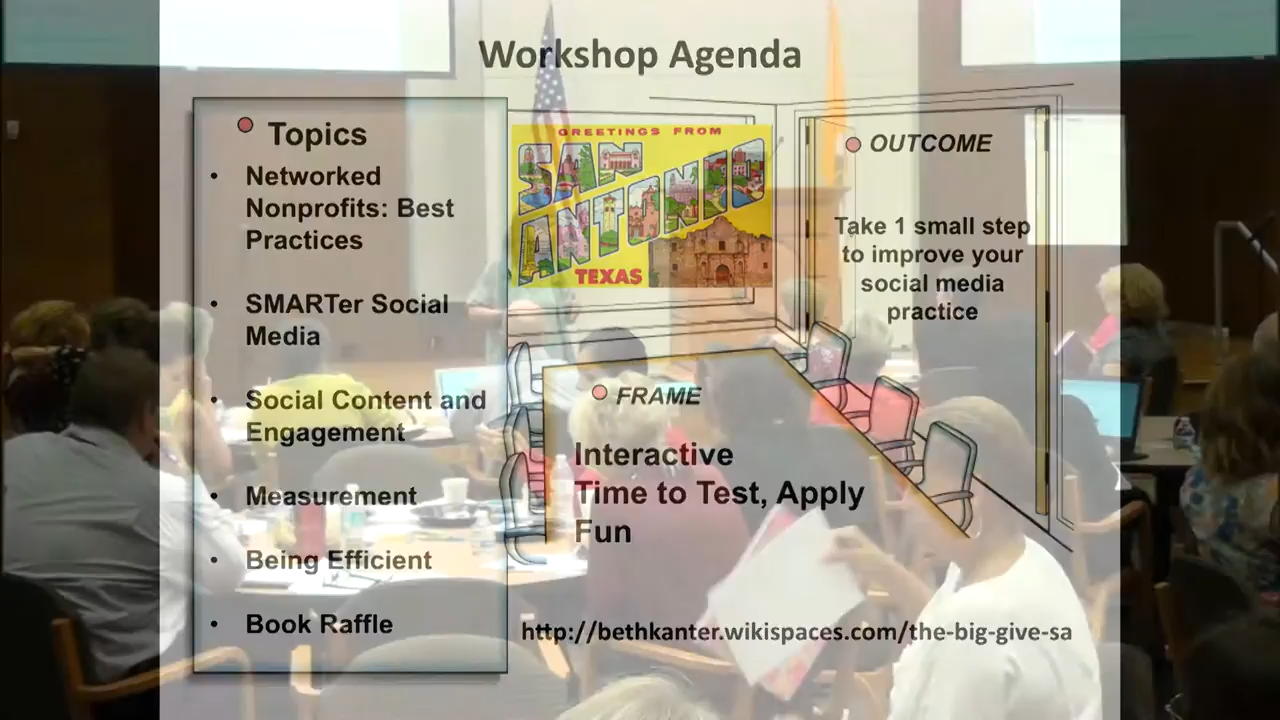 Workshop Agenda
Topics
• Networked
Nonprofits: Best
Practices
• SMARTer Social
Media
• Social Content and
Engagement
• Measurement
• Being Efficient
• Book Raffle
GREETINGS FROM
SAN
ANTONIO
TEXAS
OUTCOME
Take 1 small step
to improve your
social media
practice
FRAME
Interactive
Time to Test, Apply
Fun
http://bethkanter.wikispaces.com/the-big-give-sa